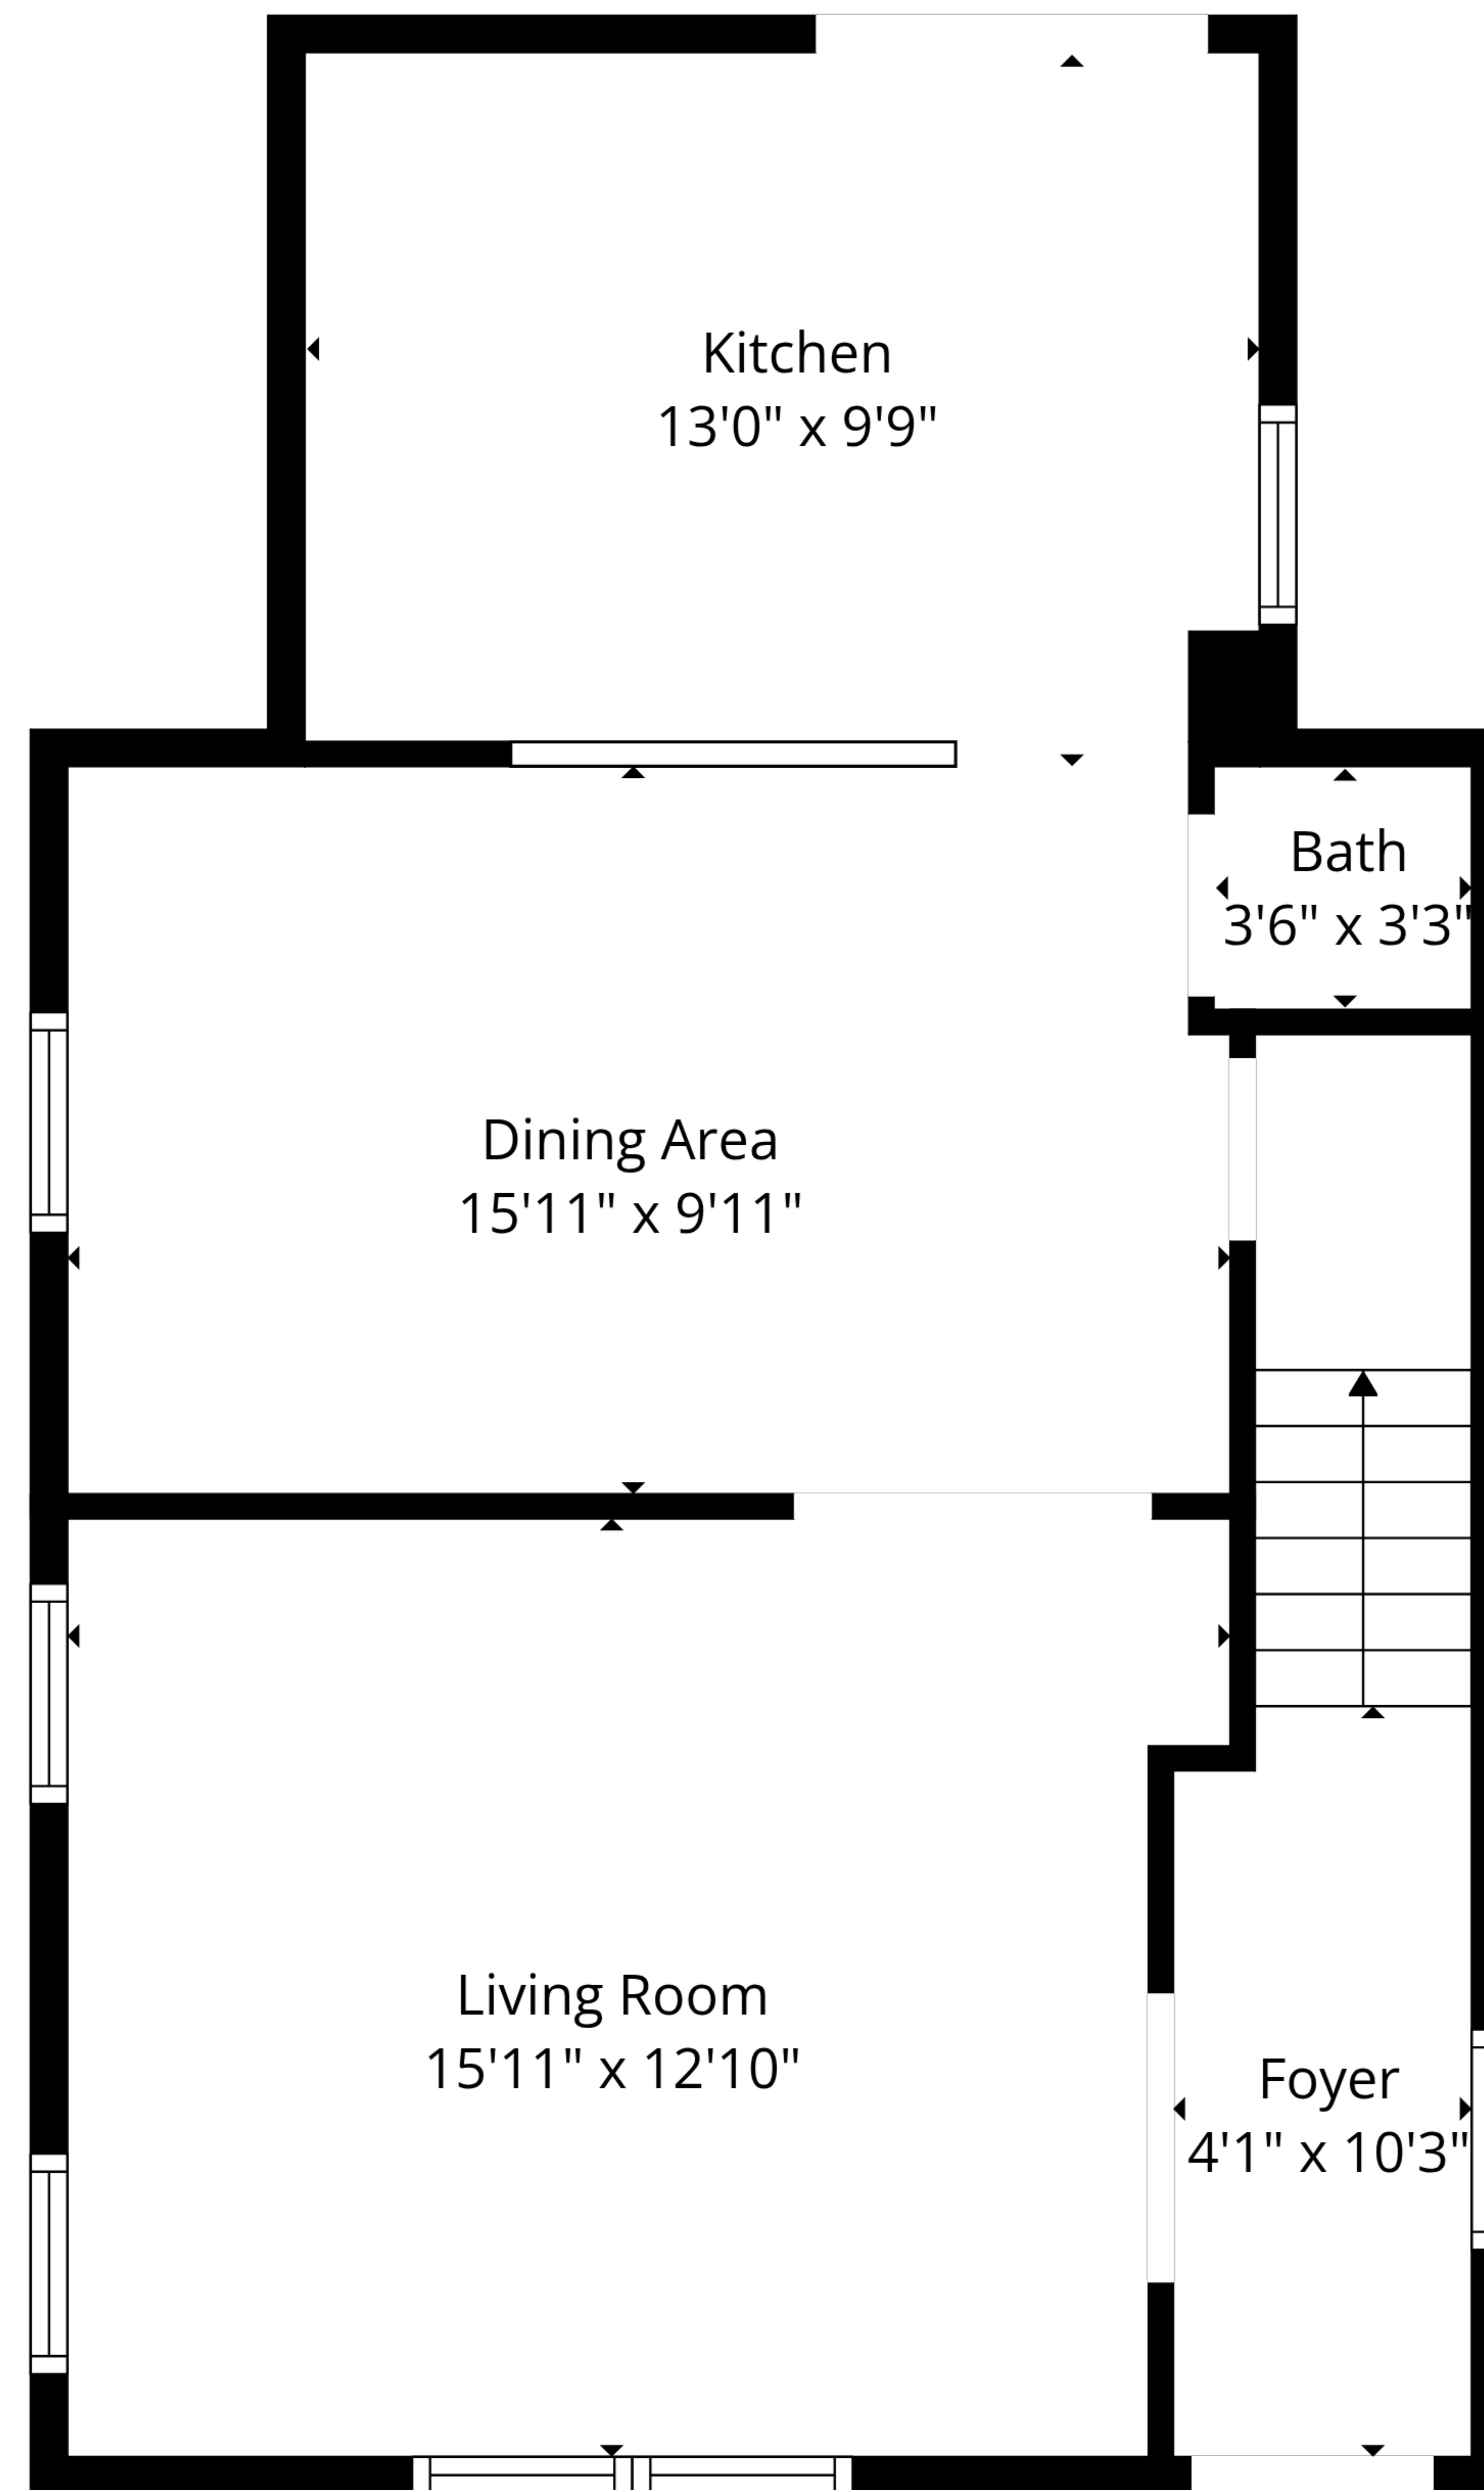 Kitchen
13'0" x 9'9"
Bath
3'6" x 3'3"
Dining Area
15'11" x 9'11"
Living Room
15'11" x 12'10"
Foyer
4'1" x 10'3"